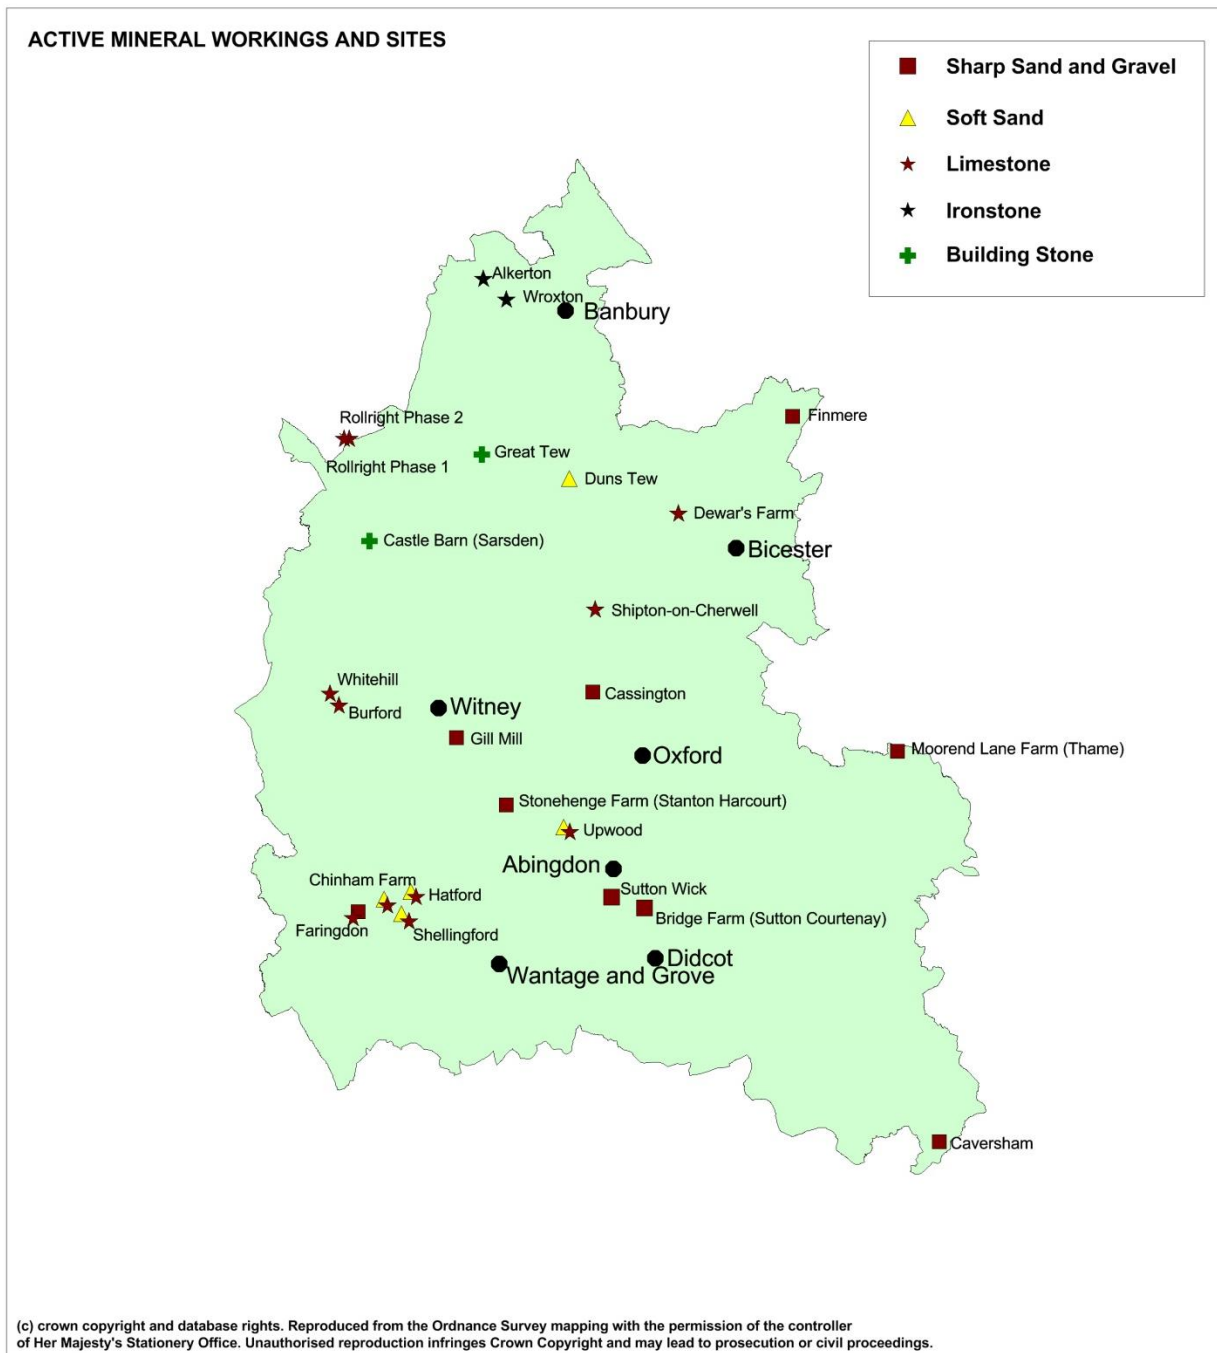 ACTIVE MINERAL WORKINGS AND SITES
Sharp Sand and Gravel
Soft Sand
Limestone
Ironstone
Building Stone
Alkerton
Wroxton
Banbury
Finmere
Rollright Phase 2
Great Tew
Rollright Phase 1
Duns Tew
Dewar's Farm
Castle Barn (Sarsden)
Bicester
Shipton-on-Cherwell
Whitehill
Cassington
Burford
Witney
Gill Mill
Moorend Lane Farm (Thame)
Oxford
Stonehenge Farm (Stanton Harcourt)
Upwood
Abingdon
Chinham Farm
Sutton Wick
Hatford
Bridge Farm (Sutton Courtenay)
Faringdon
Shellingford
Didcot
Wantage and Grove
Caversham
(c) crown copyright and database rights. Reproduced from the Ordnance Survey mapping with the permission of the controller
of Her Majesty's Stationery Office. Unauthorised reproduction infringes Crown Copyright and may lead to prosecution or civil proceedings.